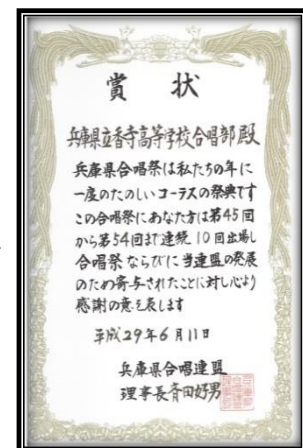 賞状
兵庫県立香寺高等学校合唱部殿
兵庫県合唱祭は私たちの年に
一度のたのしいコーラスの祭典です
この合唱祭にあなた方は第45回
から第54回まで連続10回出場し
合唱祭ならびに当連盟の発展
のため寄与されたことに対し心より
感謝の意を表します
平成29年6月11日
兵庫県合唱連盟
理事長斉田好男